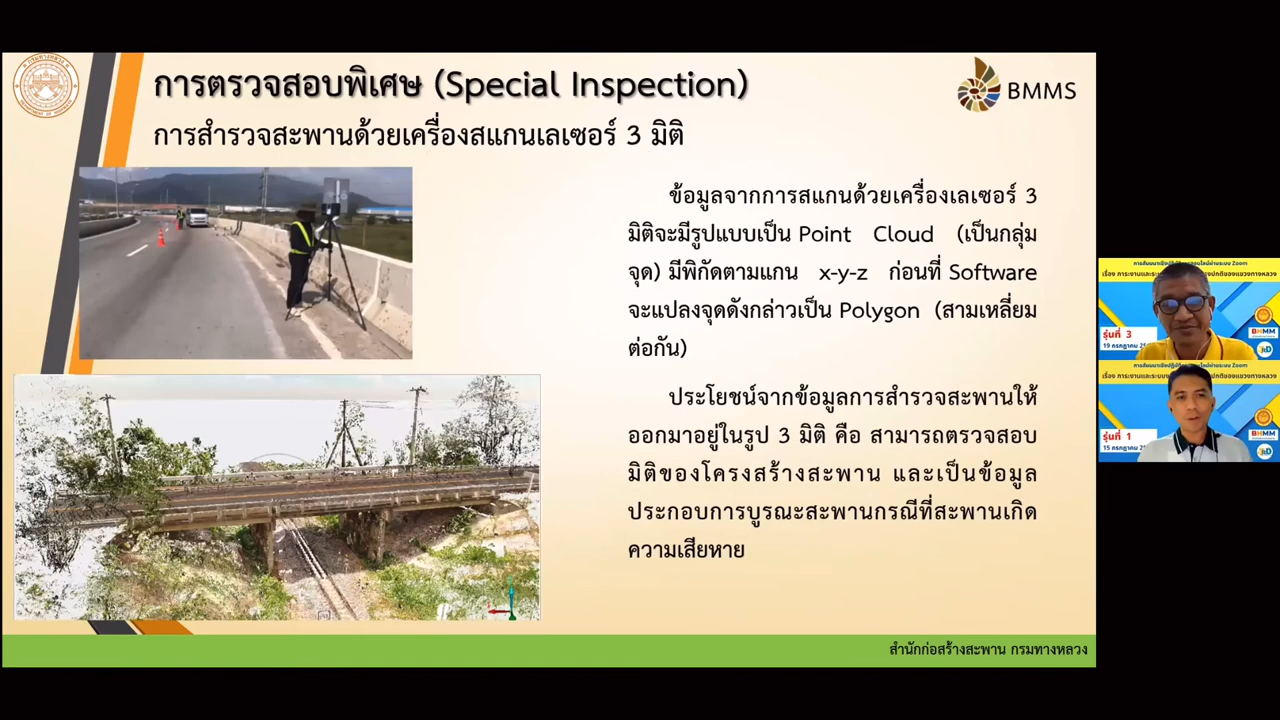 การตรวจสอบพิเศษ (Special Inspection)
การสำรวจสะพานด้วยเครื่องสแกนเลเซอร์ 3 มิติ
BMMS
ข้อมูลจากการสแกนด้วยเครื่องเลเซอร์ 3
มิติจะมีรูปแบบเป็น Point Cloud (เป็นกลุ่ม
จุด) มีพิกัดตามแกน x-y-z ก่อนที่ Software
จะแปลงจุดดังกล่าวเป็น Polygon (สามเหลี่ยม
ต่อกัน)
ประโยชน์จากข้อมูลการสำรวจสะพานให้
ออกมาอยู่ในรูป 3 มิติ คือ สามารถตรวจสอบ
มิติของโครงสร้างสะพาน และเป็นข้อมูล
ประกอบการบูรณะสะพานกรณีที่สะพานเกิด
ความเสียหาย
สำนักก่อสร้างสะพาน กรมทางหลวง
รุ่นที่ 3
19 กรกฎาคม
รุ่นที่ 1
15 กรกฎาคม